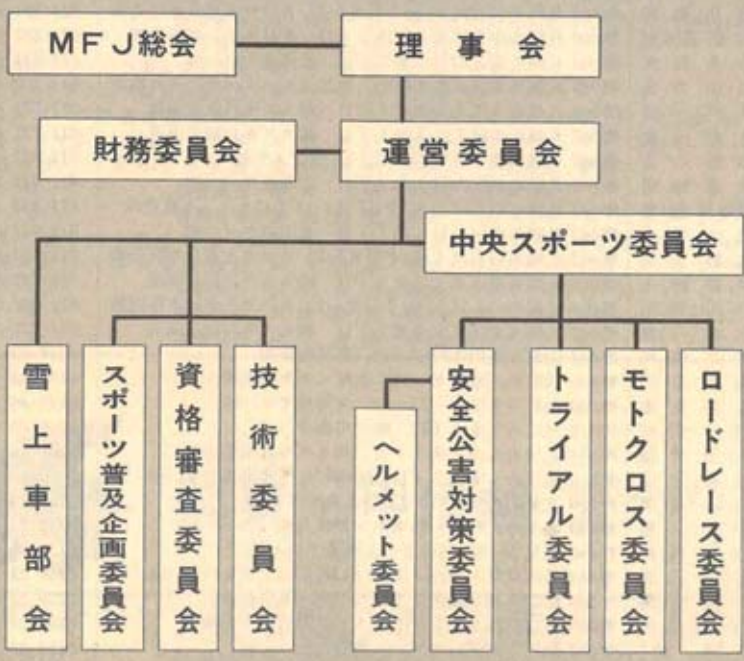 MFJ総会
理事会
財務委員会
運営委員会
中央スポーツ委員会
雪上車部会
スポーツ普及企画委員会
資格審査委員会
技術委員会
ヘルメット委員会
安全公害対策委員会
トライアル委員会
モトクロス委員会
ロードレース委員会